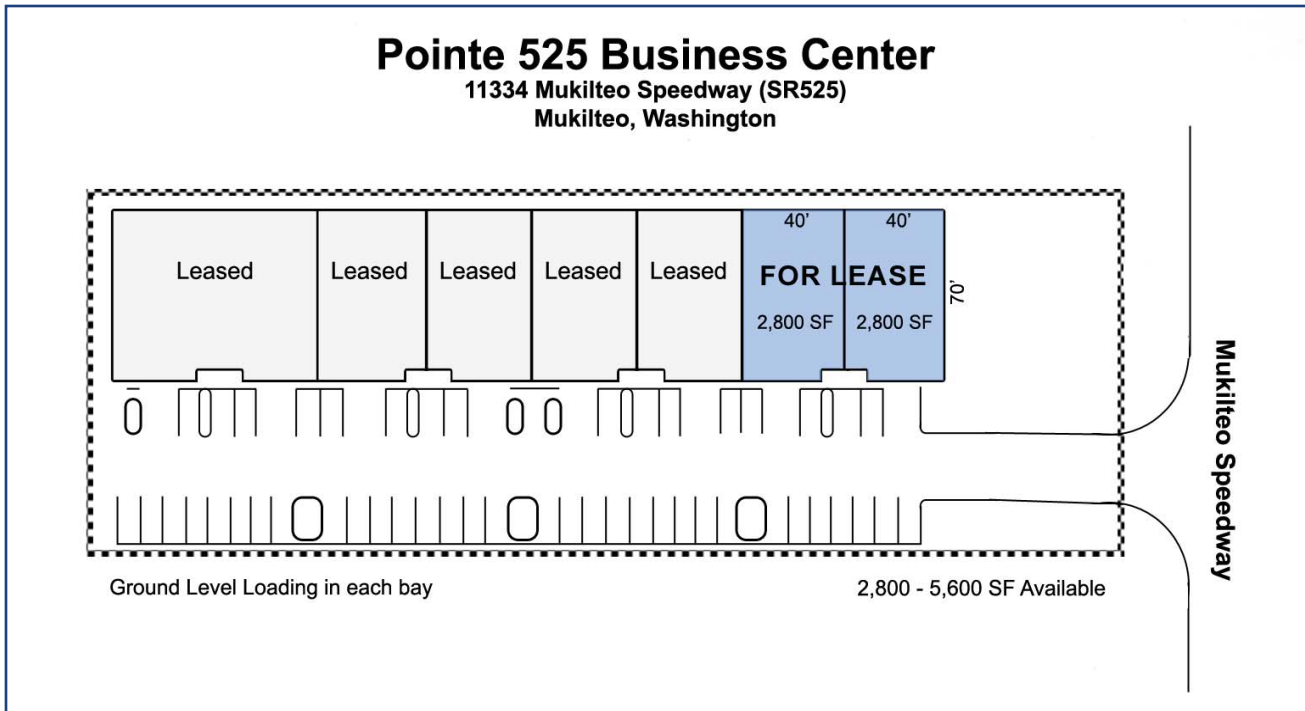 Pointe 525 Business Center
11334 Mukilteo Speedway (SR525)
Mukilteo, Washington
40’ 40’
Leased Leased Leased Leased Leased FOR LEASE
70’
2,800 SF 2,800 SF
Mukilteo Speedway
Ground Level Loading in each bay 2,800 - 5,600 SF Available